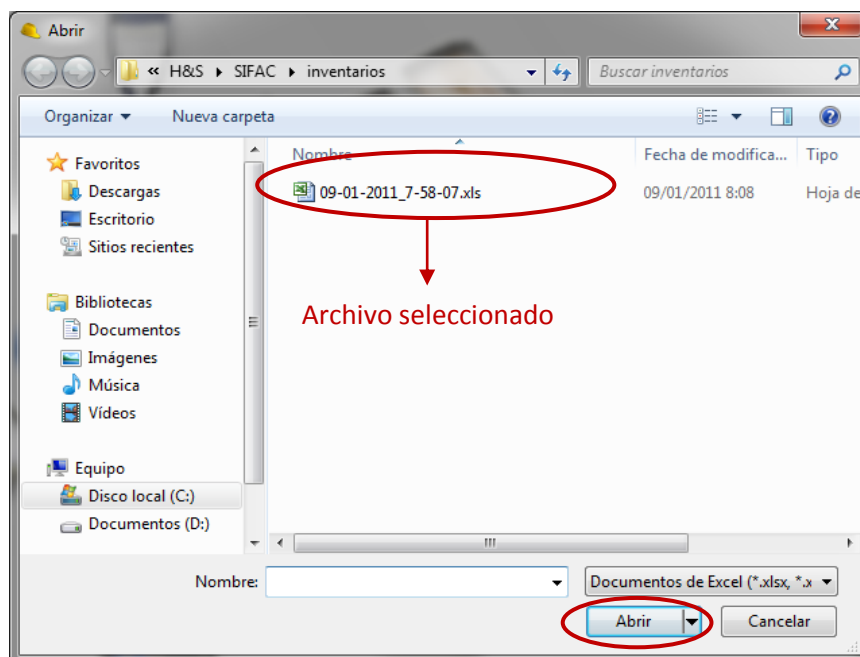 Abrir
« H&S ▸ SIFAC ▸ inventarios
Buscar inventarios
Organizar
Nueva carpeta
Nombre
Fecha de modifica...
Tipo
Favoritos
Descargas
Escritorio
Sitios recientes
Bibliotecas
Documentos
Imágenes
Música
Vídeos
Equipo
Disco local (C:)
Documentos (D:)
09-01-2011_7-58-07.xls
09/01/2011 8:08
Hoja de
Archivo seleccionado
Nombre:
Documentos de Excel (*.xlsx, *.x
Abrir
Cancelar